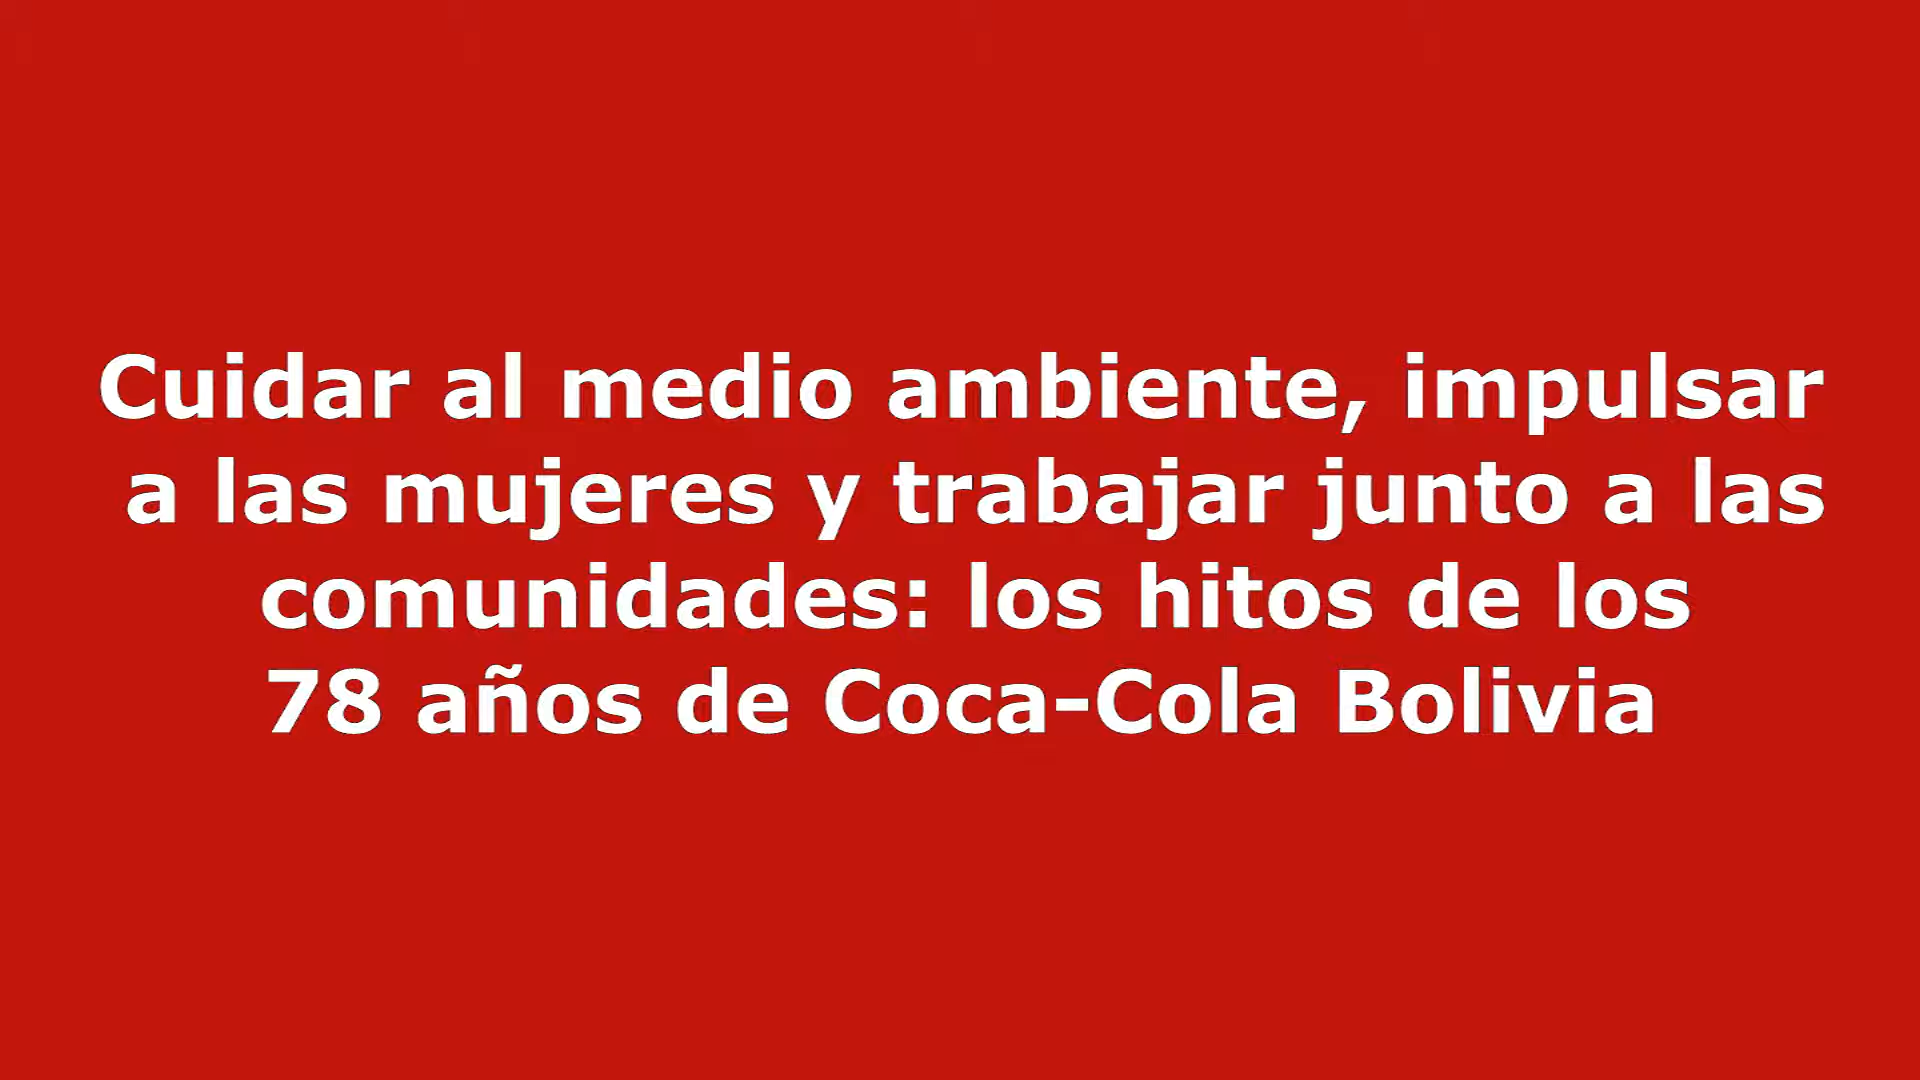 Cuidar al medio ambiente, impulsar
a las mujeres y trabajar junto a las
comunidades: los hitos de los
78 años de Coca-Cola Bolivia